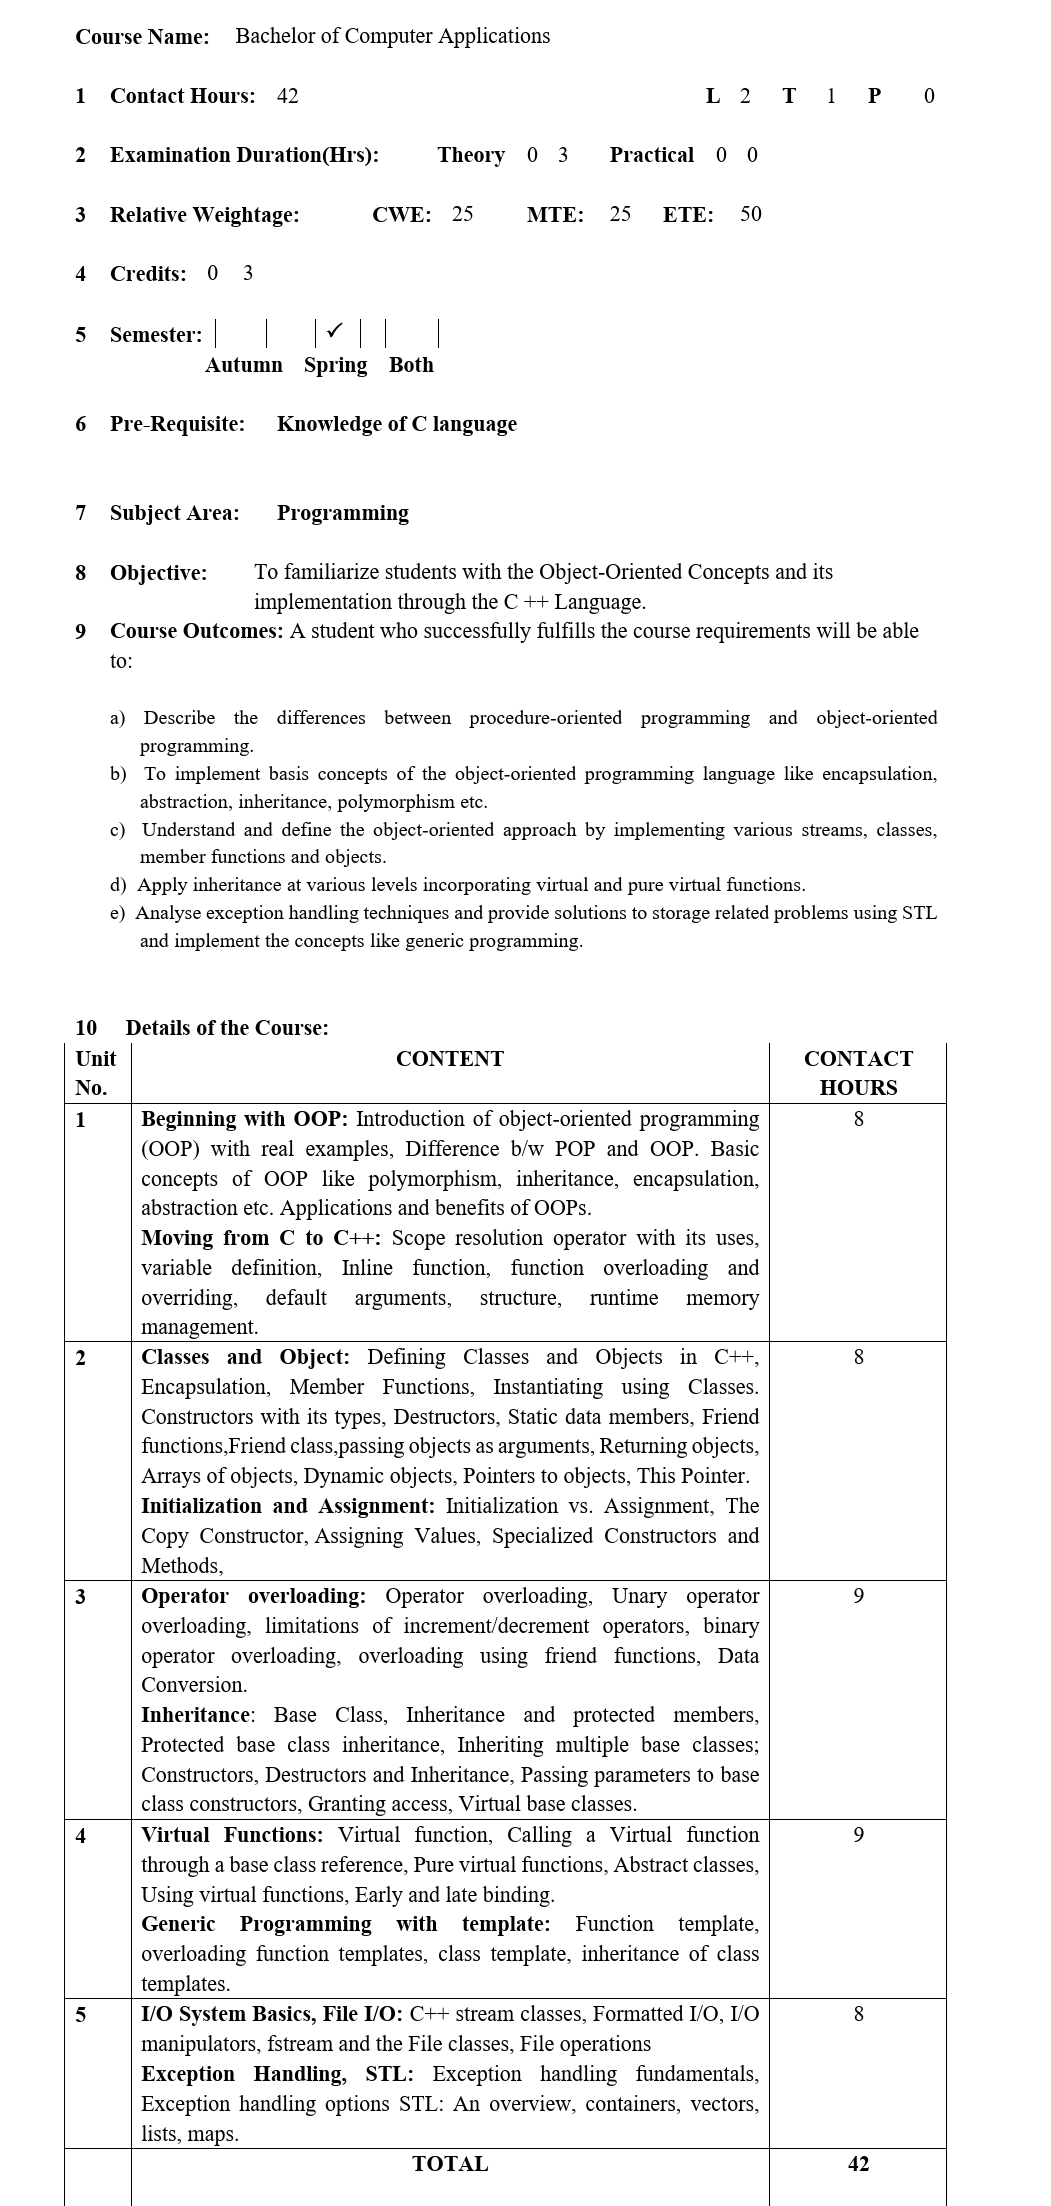 Course Name: Bachelor of Computer Applications
1 Contact Hours: 42 L 2 T 1 P 0
2 Examination Duration(Hrs): Theory 0 3 Practical 0 0
3 Relative Weightage: CWE: 25 MTE: 25 ETE: 50
4 Credits: 0 3
5 Semester: ✓
Autumn Spring Both
6 Pre-Requisite: Knowledge of C language
7 Subject Area: Programming
8 Objective: To familiarize students with the Object-Oriented Concepts and its
implementation through the C ++ Language.
9 Course Outcomes: A student who successfully fulfills the course requirements will be able
to:
a) Describe the differences between procedure-oriented programming and object-oriented
programming.
b) To implement basis concepts of the object-oriented programming language like encapsulation,
abstraction, inheritance, polymorphism etc.
c) Understand and define the object-oriented approach by implementing various streams, classes,
member functions and objects.
d) Apply inheritance at various levels incorporating virtual and pure virtual functions.
e) Analyse exception handling techniques and provide solutions to storage related problems using STL
and implement the concepts like generic programming.
10 Details of the Course:
Unit CONTENT CONTACT
No. HOURS
1 Beginning with OOP: Introduction of object-oriented programming 8
(OOP) with real examples, Difference b/w POP and OOP. Basic
concepts of OOP like polymorphism, inheritance, encapsulation,
abstraction etc. Applications and benefits of OOPs.
Moving from C to C++: Scope resolution operator with its uses,
variable definition, Inline function, function overloading and
overriding, default arguments, structure, runtime memory
management.
2 Classes and Object: Defining Classes and Objects in C++, 8
Encapsulation, Member Functions, Instantiating using Classes.
Constructors with its types, Destructors, Static data members, Friend
functions,Friend class,passing objects as arguments, Returning objects,
Arrays of objects, Dynamic objects, Pointers to objects, This Pointer.
Initialization and Assignment: Initialization vs. Assignment, The
Copy Constructor, Assigning Values, Specialized Constructors and
Methods,
3 Operator overloading: Operator overloading, Unary operator 9
overloading, limitations of increment/decrement operators, binary
operator overloading, overloading using friend functions, Data
Conversion.
Inheritance: Base Class, Inheritance and protected members,
Protected base class inheritance, Inheriting multiple base classes;
Constructors, Destructors and Inheritance, Passing parameters to base
class constructors, Granting access, Virtual base classes.
4 Virtual Functions: Virtual function, Calling a Virtual function 9
through a base class reference, Pure virtual functions, Abstract classes,
Using virtual functions, Early and late binding.
Generic Programming with template: Function template,
overloading function templates, class template, inheritance of class
templates.
5 I/O System Basics, File I/O: C++ stream classes, Formatted I/O, I/O 8
manipulators, fstream and the File classes, File operations
Exception Handling, STL: Exception handling fundamentals,
Exception handling options STL: An overview, containers, vectors,
lists, maps.
TOTAL 42